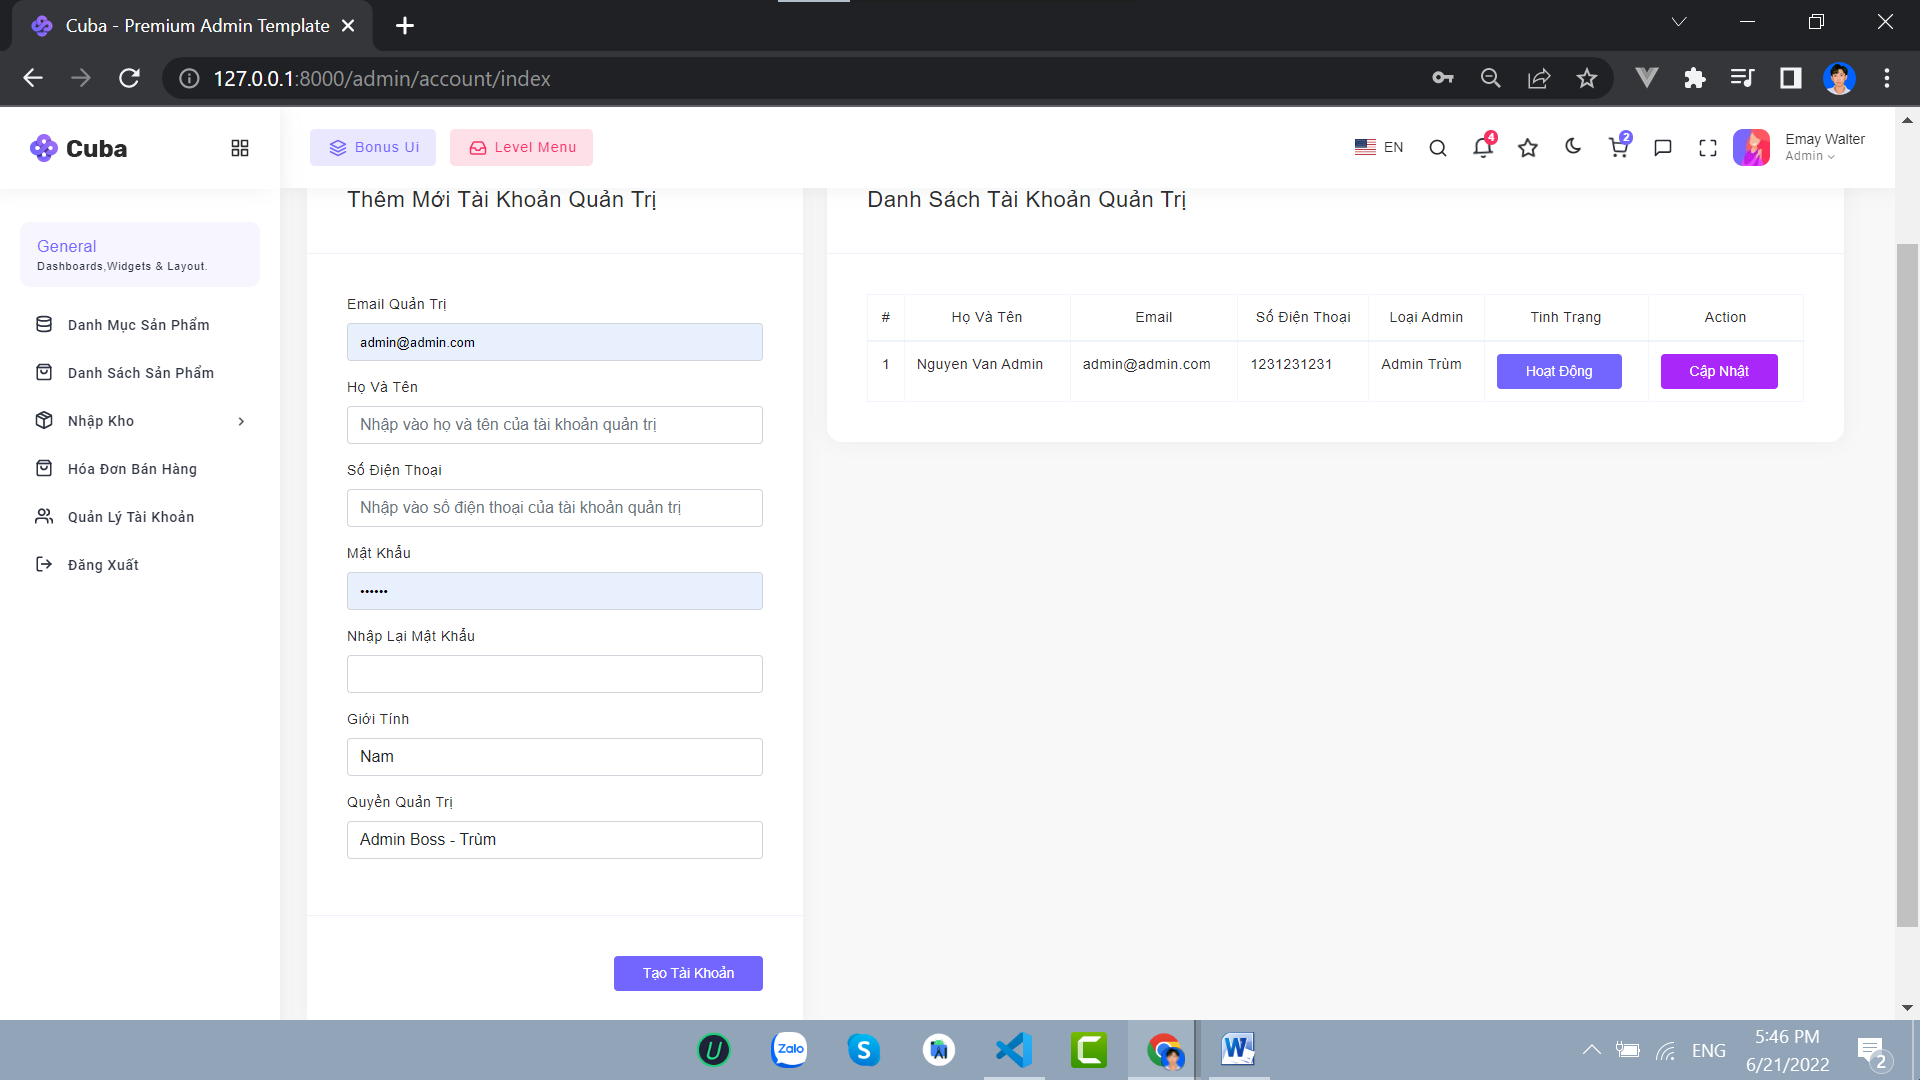 Cuba - Premium Admin Template
127.0.0.1:8000/admin/account/index
Cuba
Bonus Ui
Level Menu
EN
4
2
Emay Walter
Admin
General
Dashboards,Widgets & Layout.
Danh Mục Sản Phẩm
Danh Sách Sản Phẩm
Nhập Kho
Hóa Đơn Bán Hàng
Quản Lý Tài Khoản
Đăng Xuất
Thêm Mới Tài Khoản Quản Trị
Email Quản Trị
admin@admin.com
Họ Và Tên
Nhập vào họ và tên của tài khoản quản trị
Số Điện Thoại
Nhập vào số điện thoại của tài khoản quản trị
Mật Khẩu
••••••
Nhập Lại Mật Khẩu
Giới Tính
Nam
Quyền Quản Trị
Admin Boss - Trùm
Tạo Tài Khoản
Danh Sách Tài Khoản Quản Trị
# Họ Và Tên Email Số Điện Thoại Loại Admin Tình Trạng Action
1 Nguyen Van Admin admin@admin.com 1231231231 Admin Trùm Hoạt Động Cập Nhật
Zalo
ENG
5:46 PM
6/21/2022
2